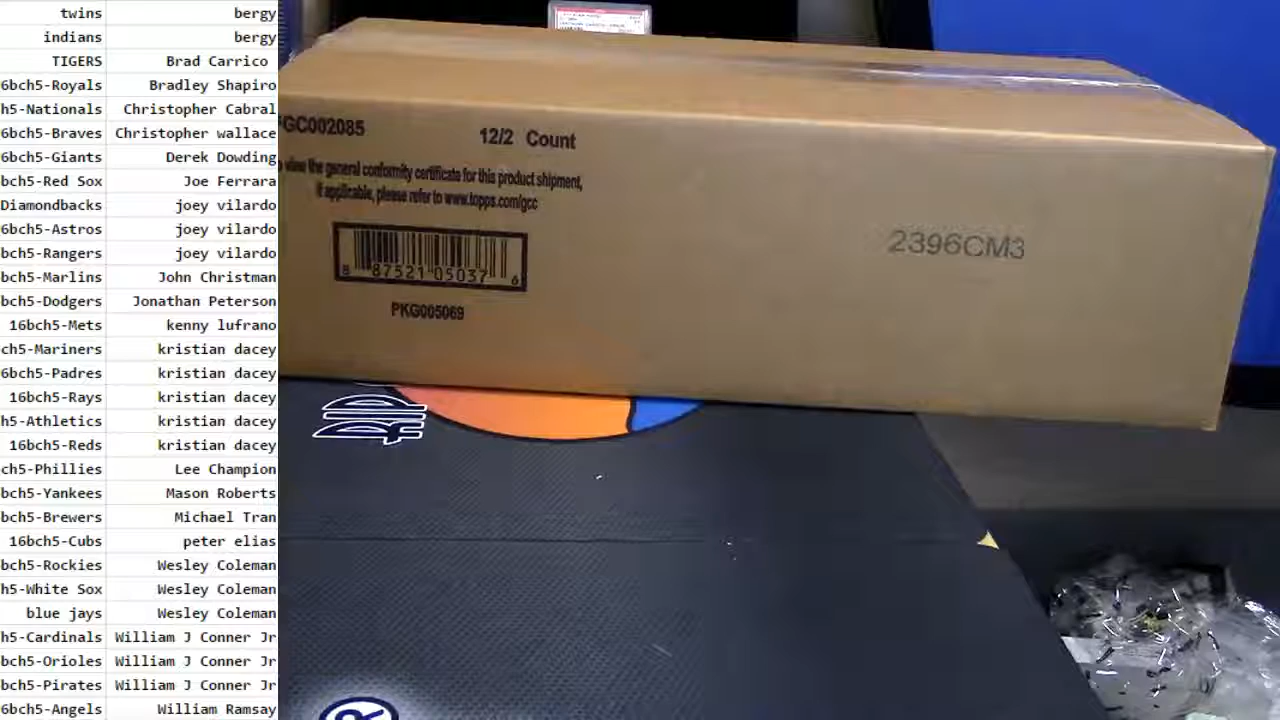 twins bergy
indians bergy
TIGERS Brad Carrico
6bch5-Royals Bradley Shapiro
h5-Nationals Christopher Cabral
6bch5-Braves Christopher wallace
6bch5-Giants Derek Dowding
bch5-Red Sox Joe Ferrara
Diamondbacks joey vilardo
6bch5-Astros joey vilardo
bch5-Rangers joey vilardo
bch5-Marlins John Christman
bch5-Dodgers Jonathan Peterson
16bch5-Mets kenny lufrano
ch5-Mariners kristian dacey
6bch5-Padres kristian dacey
16bch5-Rays kristian dacey
h5-Athletics kristian dacey
16bch5-Reds kristian dacey
ch5-Phillies Lee Champion
bch5-Yankees Mason Roberts
bch5-Brewers Michael Tran
16bch5-Cubs peter elias
bch5-Rockies Wesley Coleman
h5-White Sox Wesley Coleman
blue jays Wesley Coleman
h5-Cardinals William J Conner Jr
bch5-Orioles William J Conner Jr
bch5-Pirates William J Conner Jr
6bch5-Angels William Ramsay
GC002085 12/2 Count
view the general conformity certificate for this product shipment,
if applicable, please refer to www.topps.com/gcc
8 87521 05037 6
PKG005069
2396CM3